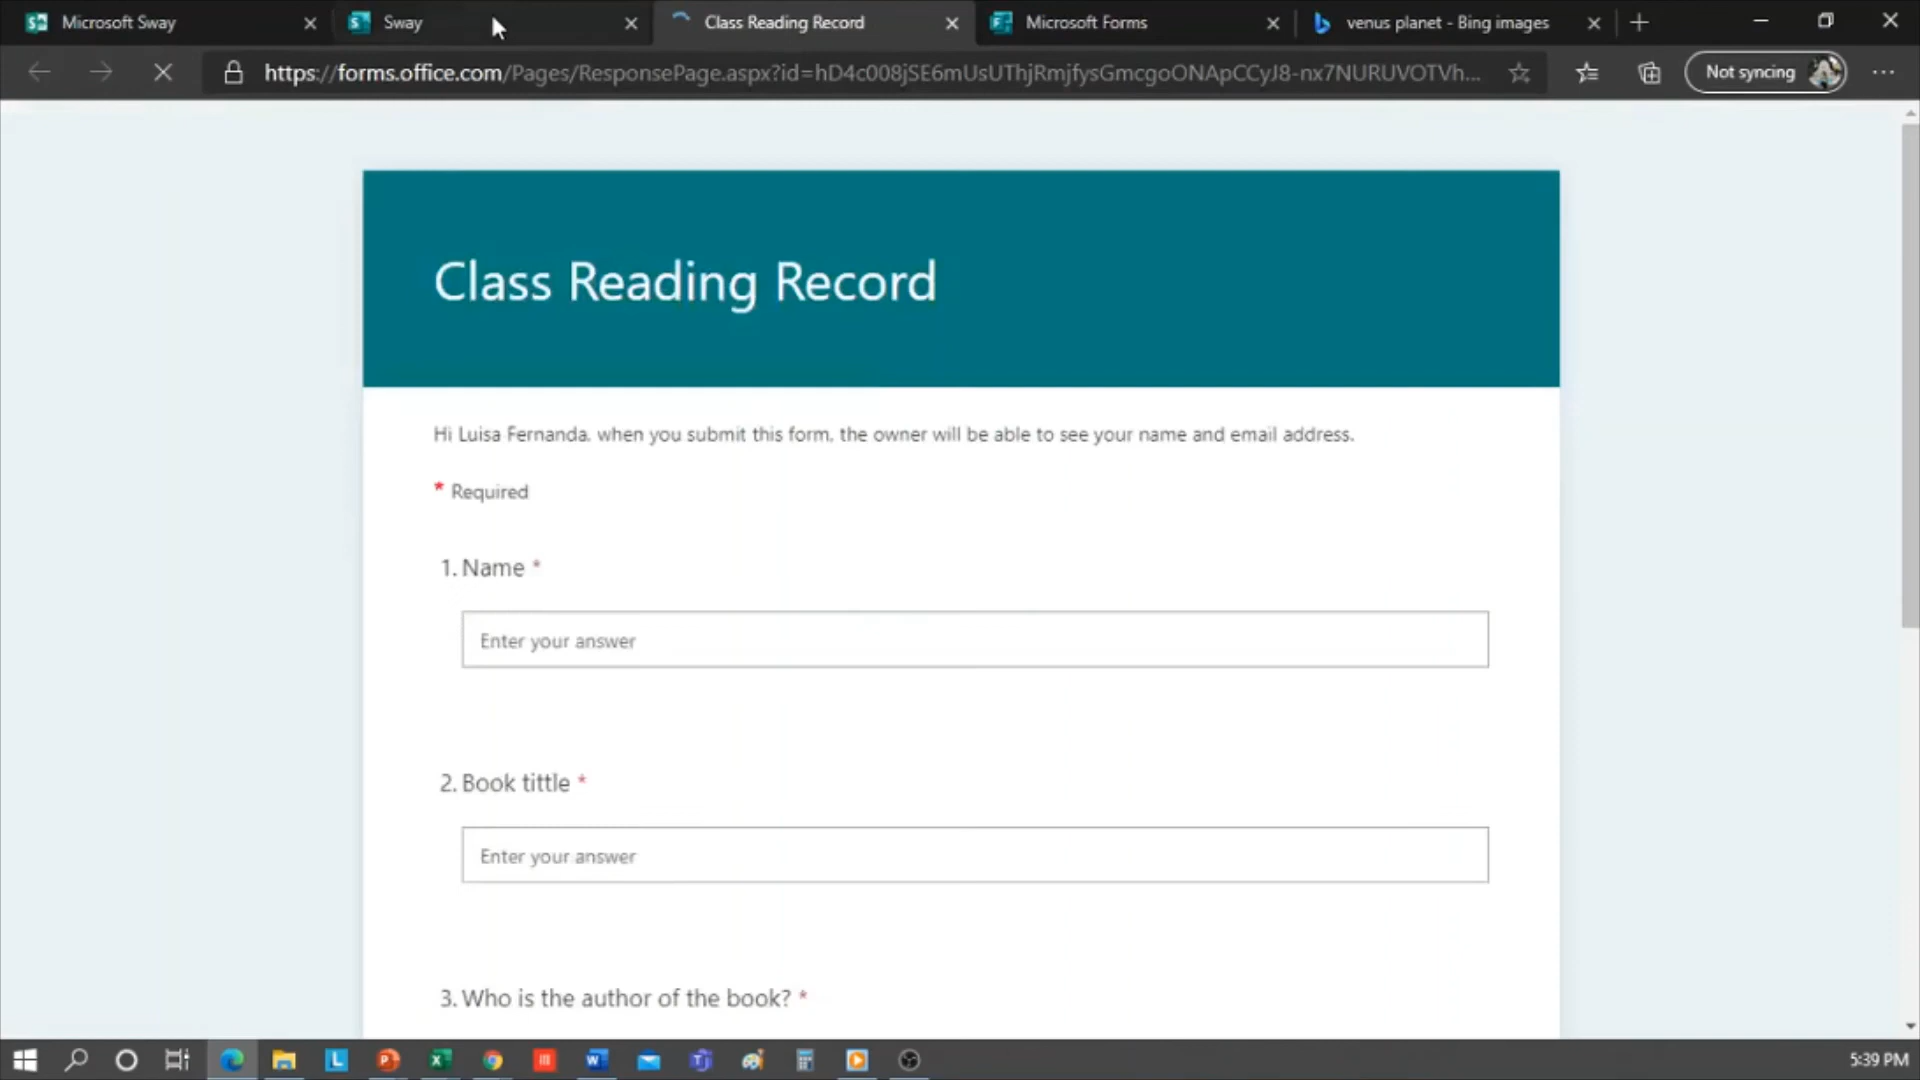 Microsoft Sway
Sway
Class Reading Record
Microsoft Forms
venus planet - Bing images
https://forms.office.com/Pages/ResponsePage.aspx?id=hD4c008jSE6mUsUThjRmjfysGmcgoONApCCyJ8-nx7NURUVOTVh...
Not syncing
Class Reading Record
Hi Luisa Fernanda, when you submit this form, the owner will be able to see your name and email address.
* Required
1. Name *
Enter your answer
2. Book tittle *
Enter your answer
3. Who is the author of the book? *
5:39 PM